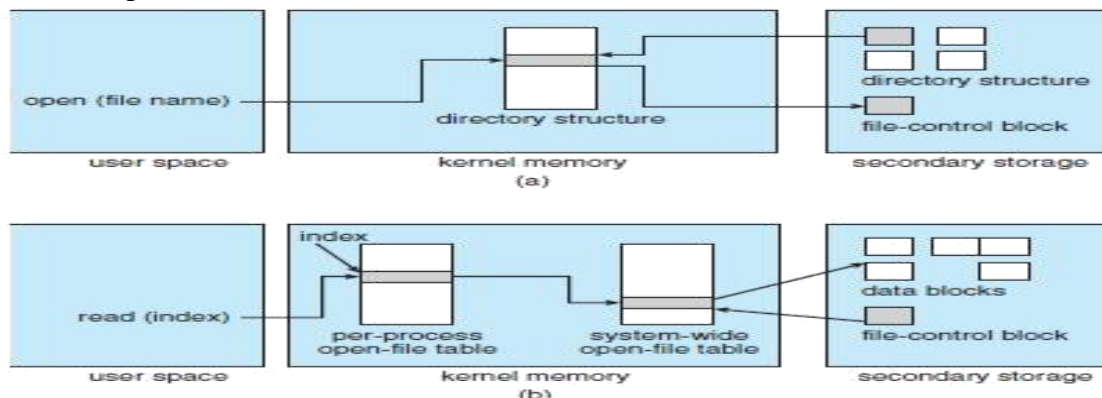 directory structure
open (file name)
directory structure
file-control block
user space
kernel memory
secondary storage
(a)
index
data blocks
read (index)
per-process
open-file table
system-wide
open-file table
file-control block
user space
kernel memory
secondary storage
(b)